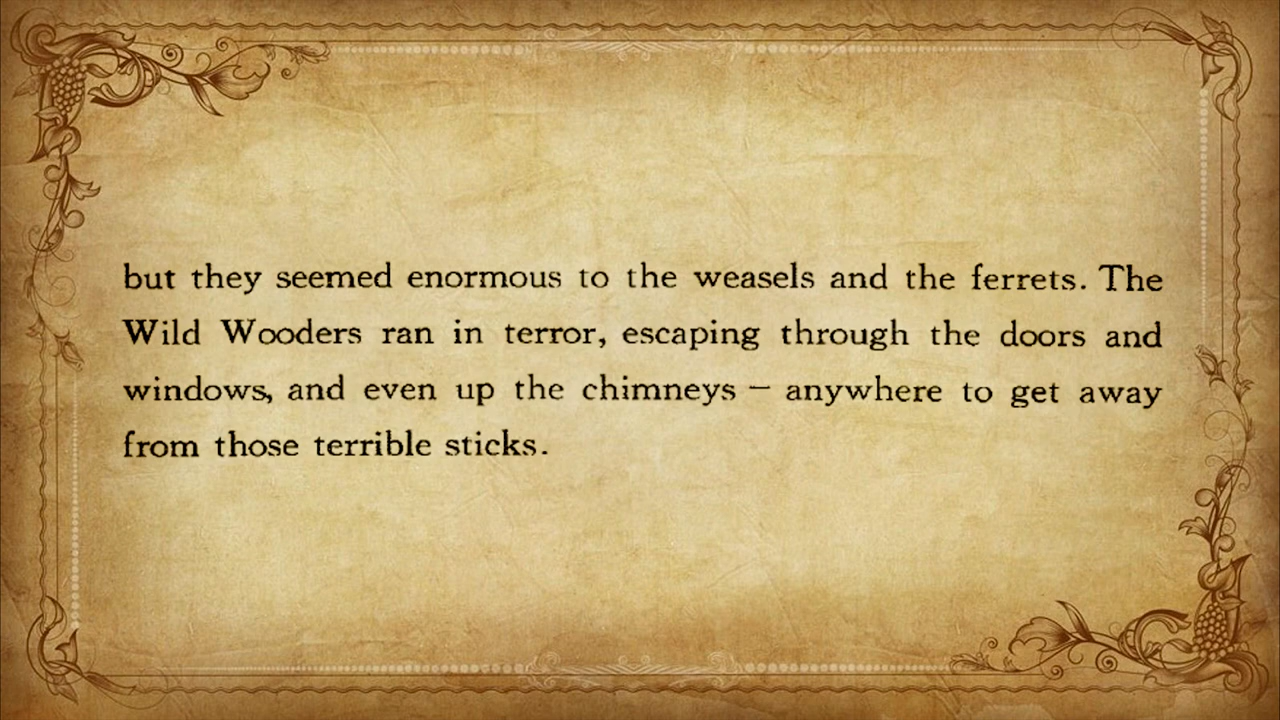 but they seemed enormous to the weasels and the ferrets. The
Wild Wooders ran in terror, escaping through the doors and
windows, and even up the chimneys – anywhere to get away
from those terrible sticks.